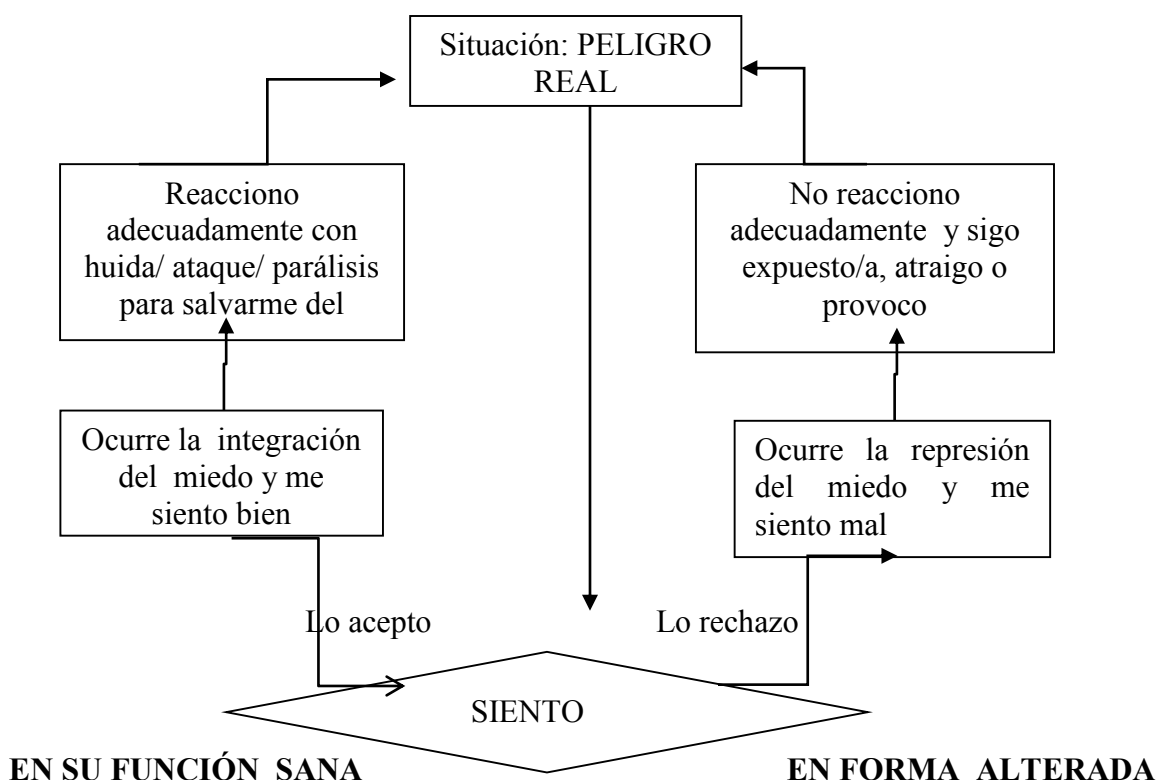 Situación: PELIGRO
REAL
Reacciono
adecuadamente con
huida/ ataque/ parálisis
para salvarme del
No reacciono
adecuadamente y sigo
expuesto/a, atraigo o
provoco
Ocurre la integración
del miedo y me
siento bien
Ocurre la represión
del miedo y me
siento mal
Lo acepto
Lo rechazo
SIENTO
EN SU FUNCIÓN SANA
EN FORMA ALTERADA